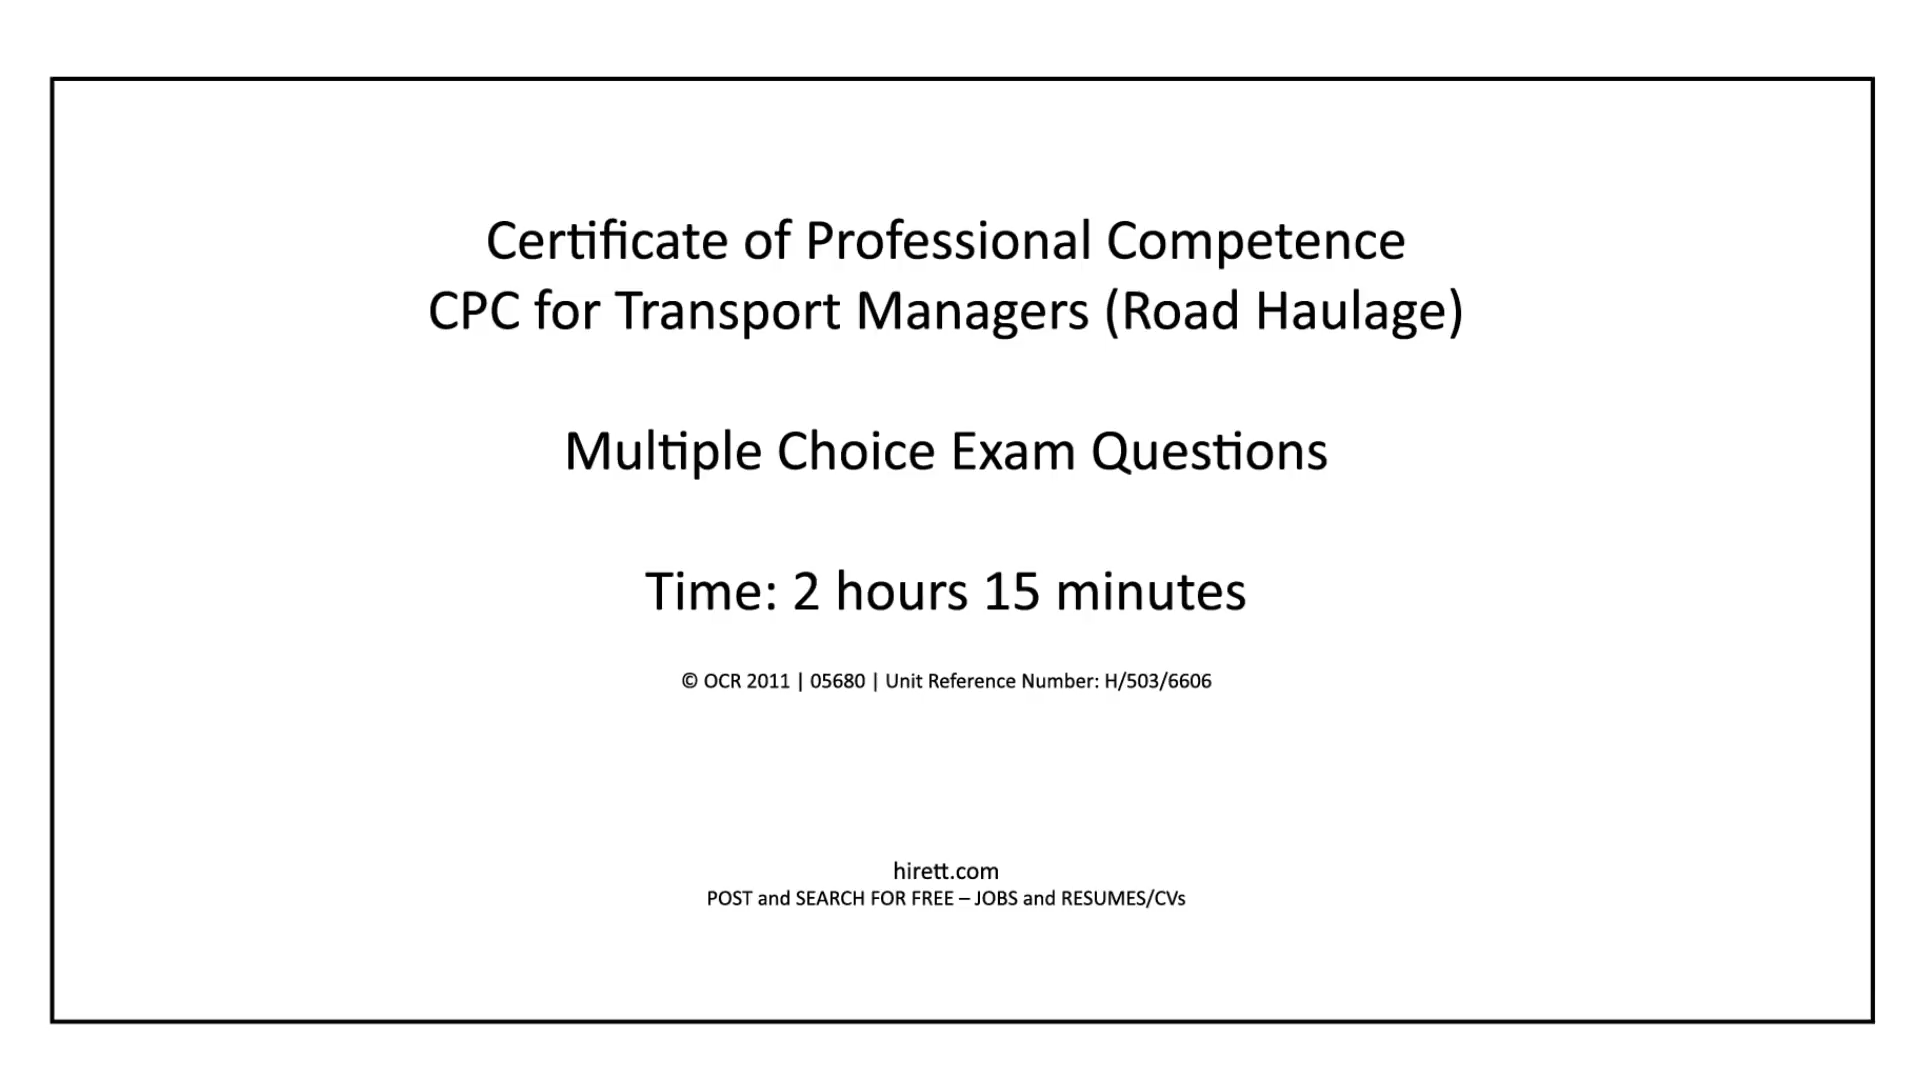 Certificate of Professional Competence
CPC for Transport Managers (Road Haulage)
Multiple Choice Exam Questions
Time: 2 hours 15 minutes
© OCR 2011 | 05680 | Unit Reference Number: H/503/6606
hirett.com
POST and SEARCH FOR FREE – JOBS and RESUMES/CVs